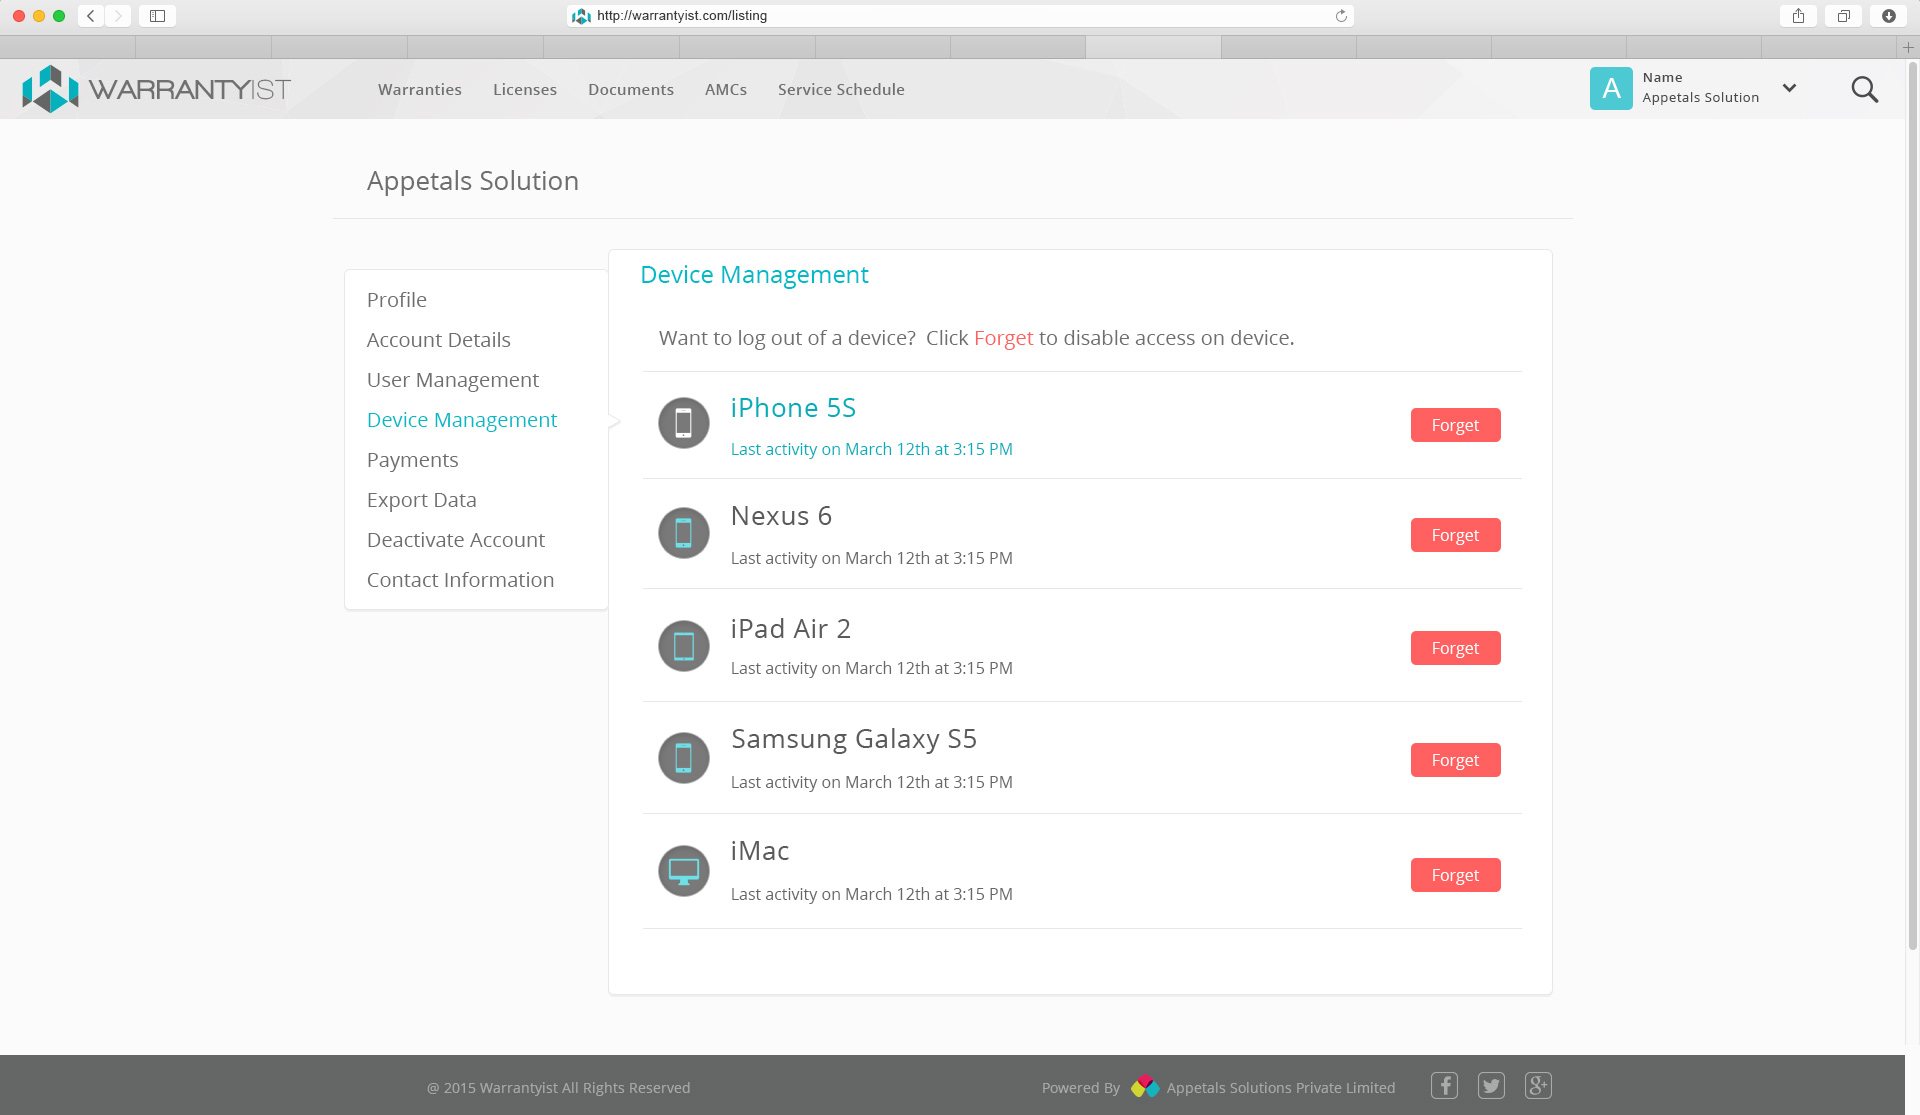 http://warrantyist.com/listing
WARRANTYIST
Warranties
Licenses
Documents
AMCs
Service Schedule
A
Name
Appetals Solution
Appetals Solution
Profile
Account Details
User Management
Device Management
Payments
Export Data
Deactivate Account
Contact Information
Device Management
Want to log out of a device? Click Forget to disable access on device.
iPhone 5S
Last activity on March 12th at 3:15 PM
Forget
Nexus 6
Last activity on March 12th at 3:15 PM
Forget
iPad Air 2
Last activity on March 12th at 3:15 PM
Forget
Samsung Galaxy S5
Last activity on March 12th at 3:15 PM
Forget
iMac
Last activity on March 12th at 3:15 PM
Forget
@ 2015 Warrantyist All Rights Reserved
Powered By
Appetals Solutions Private Limited